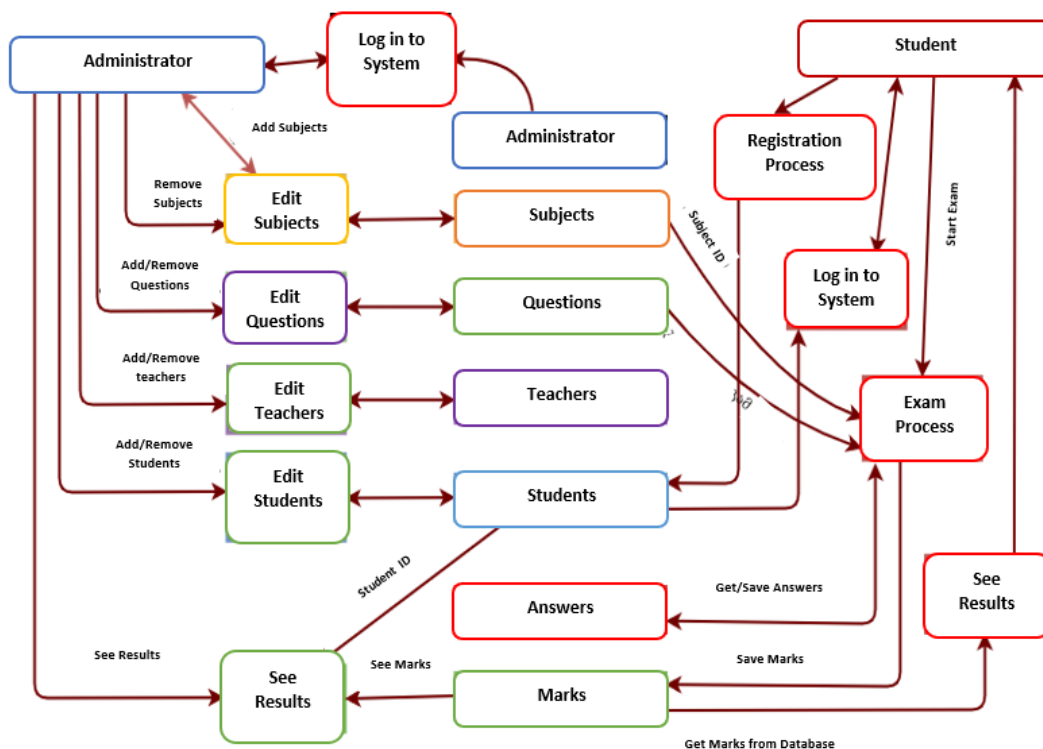 Administrator
Log in to
System
Student
Add Subjects
Administrator
Registration
Process
Remove
Subjects
Edit
Subjects
Subjects
Subject ID
Start Exam
Add/Remove
Questions
Edit
Questions
Questions
Log in to
System
Add/Remove
teachers
Edit
Teachers
Teachers
Exam
Process
Add/Remove
Students
Edit
Students
Students
Student ID
Answers
Get/Save Answers
See
Results
See Results
See
Results
See Marks
Marks
Save Marks
Get Marks from Database